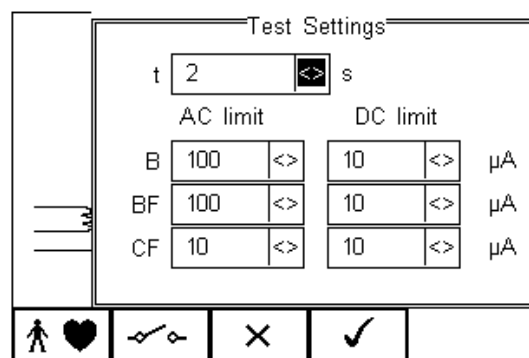 Test Settings
t 2 <> s
AC limit DC limit
B 100 <> 10 <> µA
BF 100 <> 10 <> µA
CF 10 <> 10 <> µA